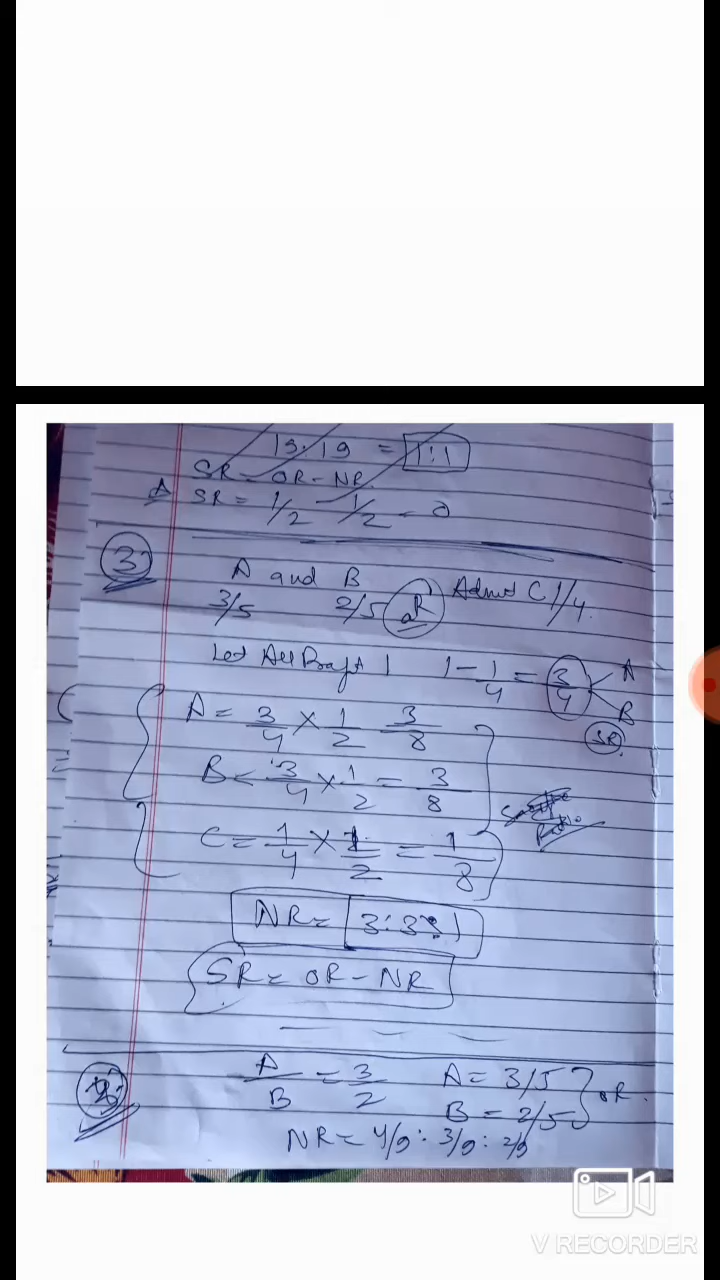 19:19 = 1:1
SR = OR - NR
SR = 1/2 - 1/2 = 0
3
A and B
3/5 2/5 OR Admit C 1/4.
Let All Profit 1 1 - 1/4 = 3/4 A
B
SR
A = 3/4 × 1/2 3/8
B = 3/4 × 1/2 = 3/8
C = 1/4 × 1/2 = 1/8
Ratio
NR = 3:3:1
SR = OR - NR
A/B = 3/2 A = 3/5
B = 2/5 OR.
NR = 4/9 : 3/9 : 2/9
V RECORDER